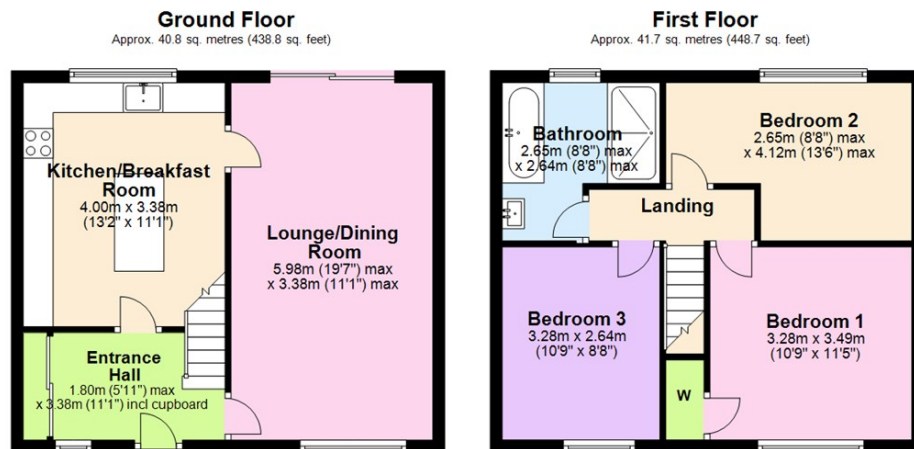 Ground Floor
Approx. 40.8 sq. metres (438.8 sq. feet)
Kitchen/Breakfast
Room
4.00m x 3.38m
(13'2" x 11'1")
Lounge/Dining
Room
5.98m (19'7") max
x 3.38m (11'1") max
Entrance
Hall
1.80m (5'11") max
x 3.38m (11'1") incl cupboard
First Floor
Approx. 41.7 sq. metres (448.7 sq. feet)
Bathroom
2.65m (8'8") max
x 2.64m (8'8") max
Bedroom 2
2.65m (8'8") max
x 4.12m (13'6") max
Landing
Bedroom 3
3.28m x 2.64m
(10'9" x 8'8")
Bedroom 1
3.28m x 3.49m
(10'9" x 11'5")
W